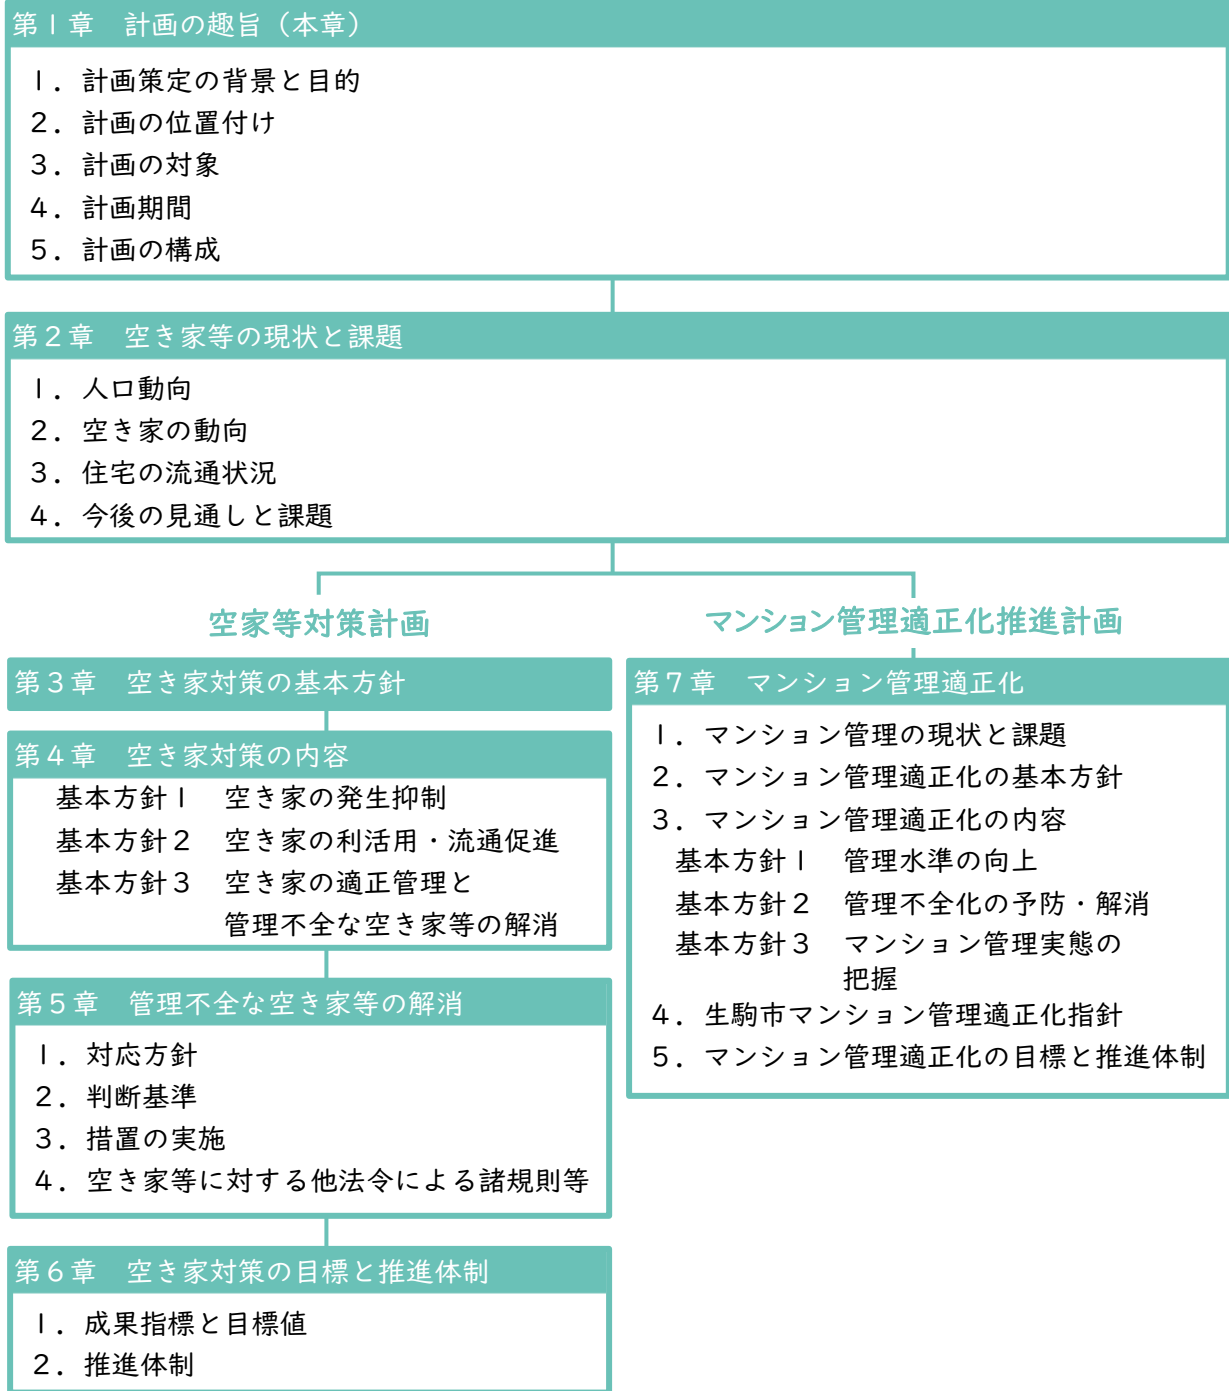 第1章　計画の趣旨（本章）
1．計画策定の背景と目的
2．計画の位置付け
3．計画の対象
4．計画期間
5．計画の構成
第2章　空き家等の現状と課題
1．人口動向
2．空き家の動向
3．住宅の流通状況
4．今後の見通しと課題
空家等対策計画
第3章　空き家対策の基本方針
第4章　空き家対策の内容
基本方針1　空き家の発生抑制
基本方針2　空き家の利活用・流通促進
基本方針3　空き家の適正管理と
管理不全な空き家等の解消
第5章　管理不全な空き家等の解消
1．対応方針
2．判断基準
3．措置の実施
4．空き家等に対する他法令による諸規則等
第6章　空き家対策の目標と推進体制
1．成果指標と目標値
2．推進体制
マンション管理適正化推進計画
第7章　マンション管理適正化
1．マンション管理の現状と課題
2．マンション管理適正化の基本方針
3．マンション管理適正化の内容
基本方針1　管理水準の向上
基本方針2　管理不全化の予防・解消
基本方針3　マンション管理実態の
把握
4．生駒市マンション管理適正化指針
5．マンション管理適正化の目標と推進体制